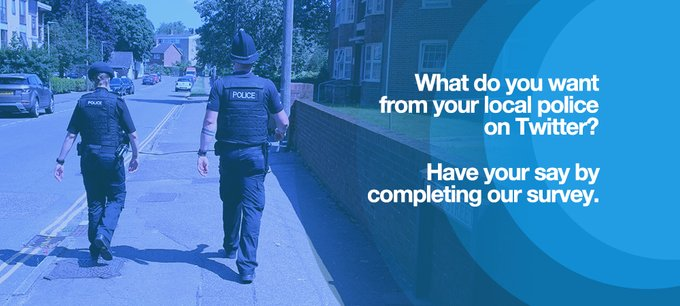 POLICE
POLICE
What do you want
from your local police
on Twitter?
Have your say by
completing our survey.